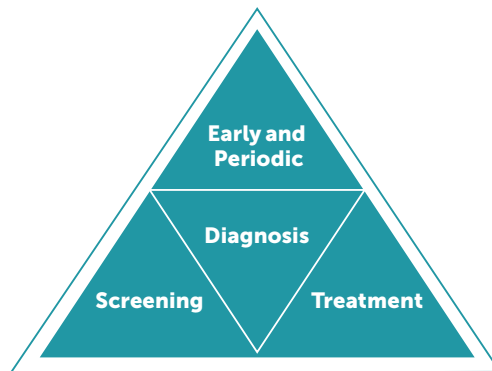 Early and
Periodic
Diagnosis
Screening
Treatment